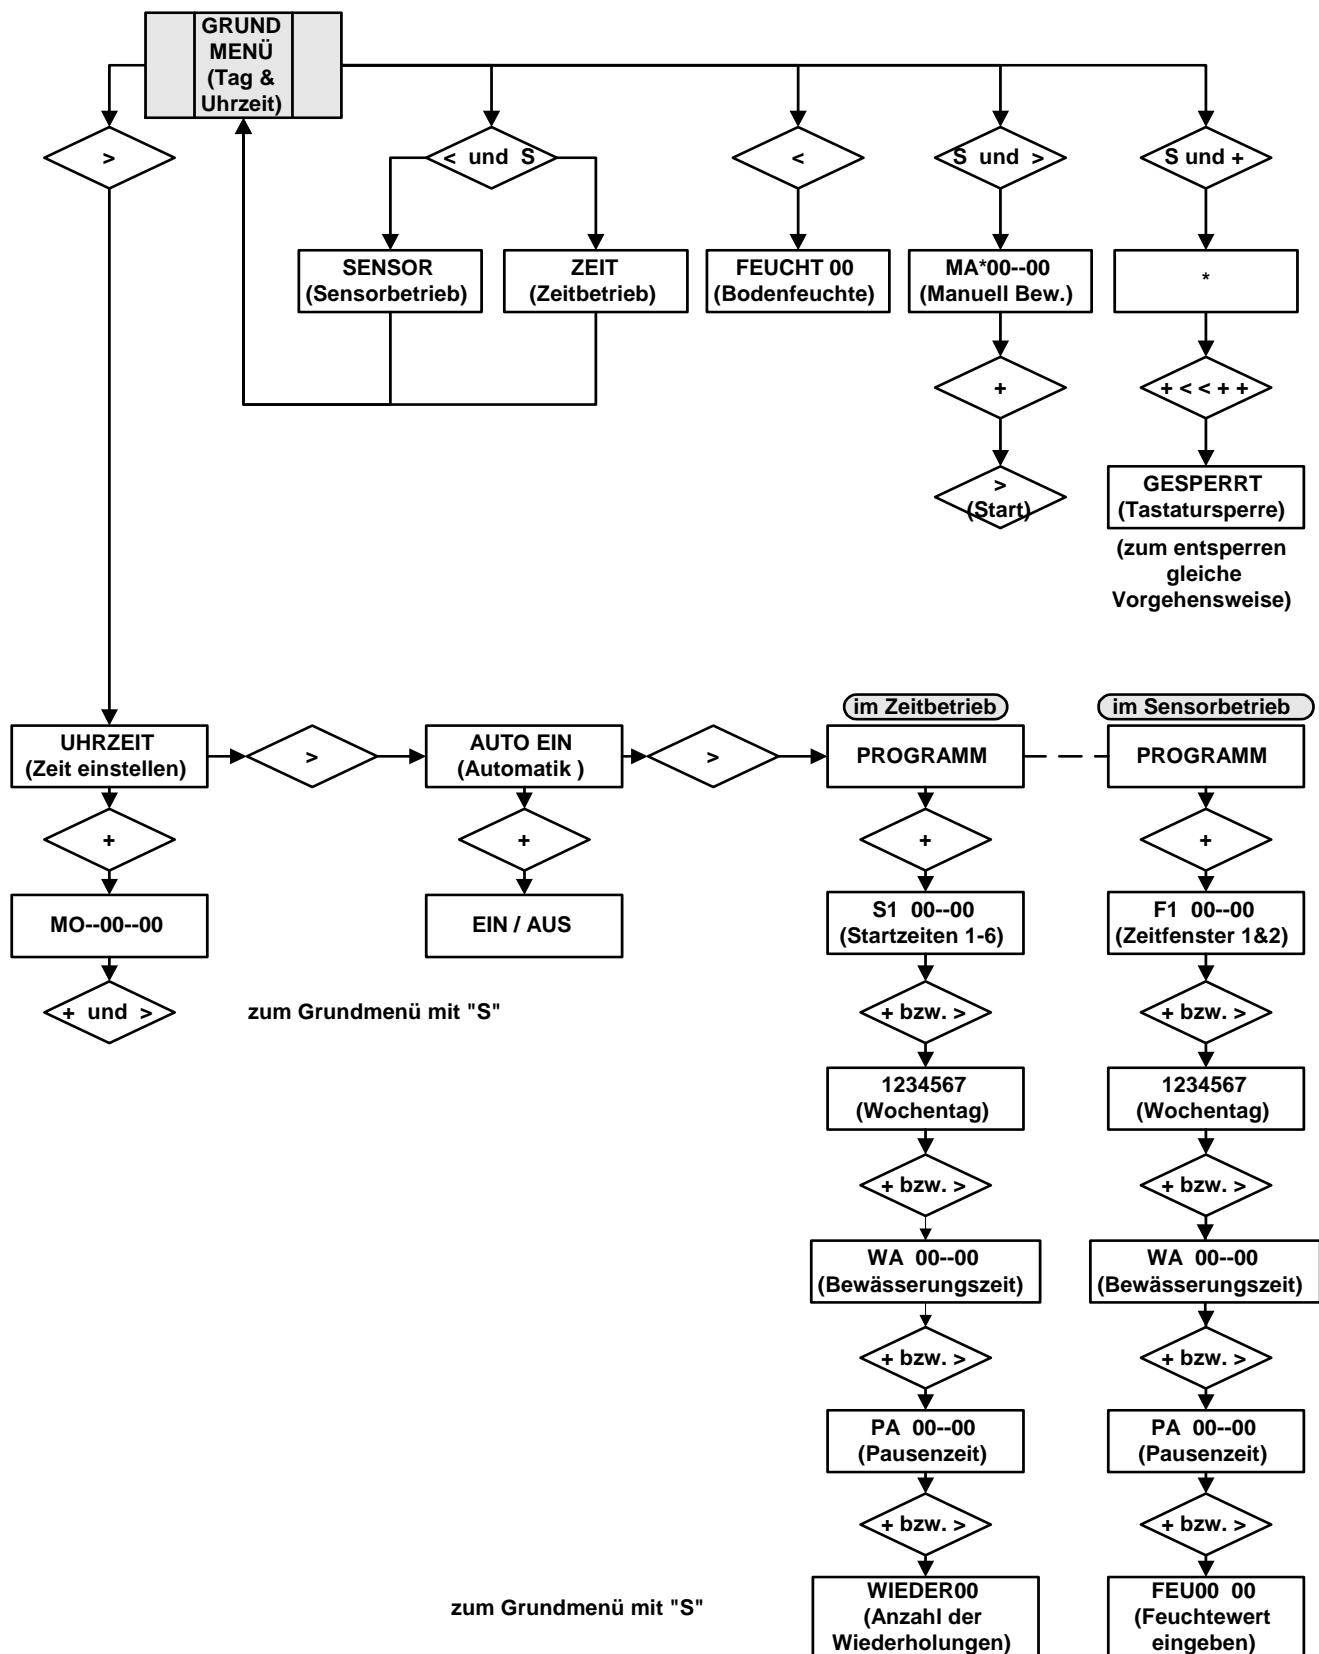 GRUND
MENÜ
(Tag &
Uhrzeit)
>
< und S
<
S und >
S und +
SENSOR
(Sensorbetrieb)
ZEIT
(Zeitbetrieb)
FEUCHT 00
(Bodenfeuchte)
MA*00--00
(Manuell Bew.)
*
+
+ < < + +
>
(Start)
GESPERRT
(Tastatursperre)
(zum entsperren
gleiche
Vorgehensweise)
im Zeitbetrieb
im Sensorbetrieb
UHRZEIT
(Zeit einstellen)
>
AUTO EIN
(Automatik )
>
PROGRAMM
PROGRAMM
+
+
+
+
MO--00--00
EIN / AUS
S1 00--00
(Startzeiten 1-6)
F1 00--00
(Zeitfenster 1&2)
+ und >
zum Grundmenü mit "S"
+ bzw. >
+ bzw. >
1234567
(Wochentag)
1234567
(Wochentag)
+ bzw. >
+ bzw. >
WA 00--00
(Bewässerungszeit)
WA 00--00
(Bewässerungszeit)
+ bzw. >
+ bzw. >
PA 00--00
(Pausenzeit)
PA 00--00
(Pausenzeit)
+ bzw. >
+ bzw. >
zum Grundmenü mit "S"
WIEDER00
(Anzahl der
Wiederholungen)
FEU00 00
(Feuchtewert
eingeben)